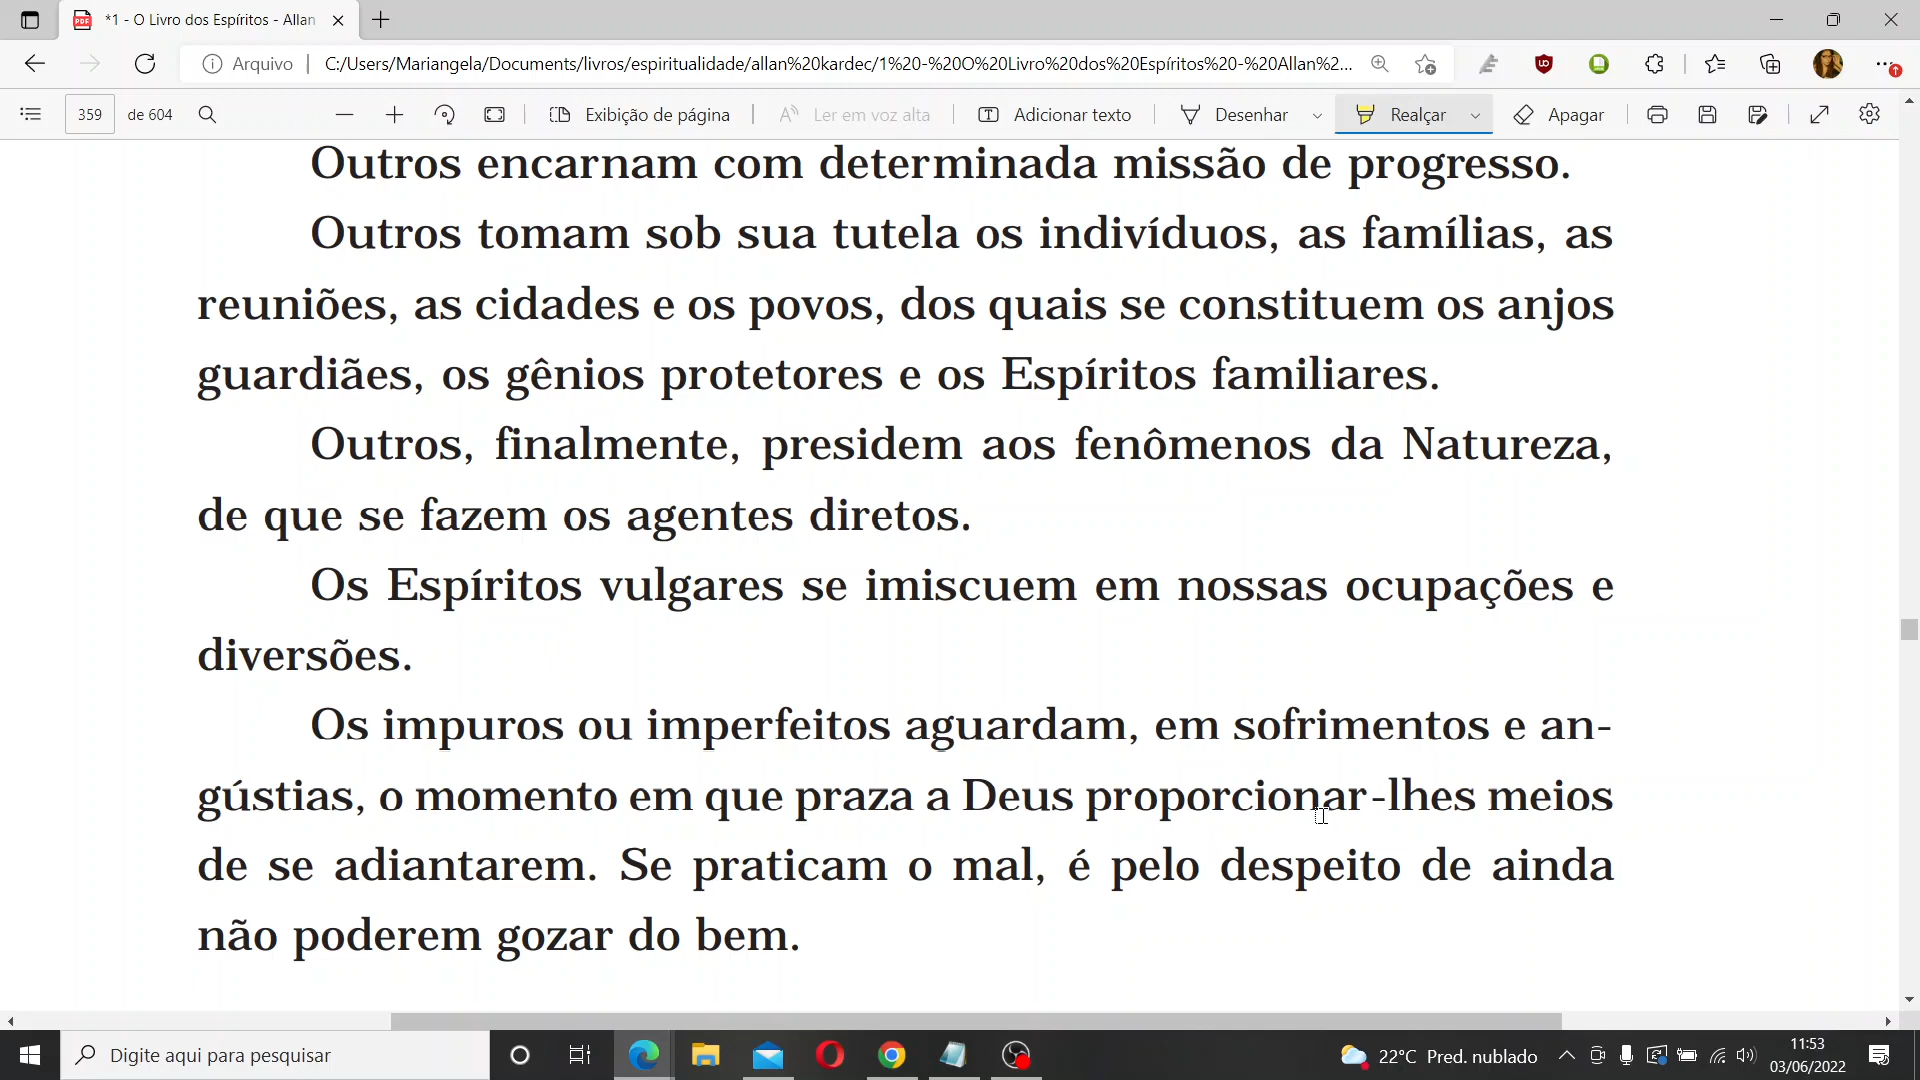 *1 - O Livro dos Espíritos - Allan
Arquivo
C:/Users/Mariangela/Documents/livros/espiritualidade/allan%20kardec/1%20-%20O%20Livro%20dos%20Espíritos%20-%20Allan%2...
359 de 604
Exibição de página
Ler em voz alta
Adicionar texto
Desenhar
Realçar
Apagar
Outros encarnam com determinada missão de progresso.
Outros tomam sob sua tutela os indivíduos, as famílias, as
reuniões, as cidades e os povos, dos quais se constituem os anjos
guardiães, os gênios protetores e os Espíritos familiares.
Outros, finalmente, presidem aos fenômenos da Natureza,
de que se fazem os agentes diretos.
Os Espíritos vulgares se imiscuem em nossas ocupações e
diversões.
Os impuros ou imperfeitos aguardam, em sofrimentos e an-
gústias, o momento em que praza a Deus proporcionar-lhes meios
de se adiantarem. Se praticam o mal, é pelo despeito de ainda
não poderem gozar do bem.
Digite aqui para pesquisar
22°C Pred. nublado
11:53
03/06/2022